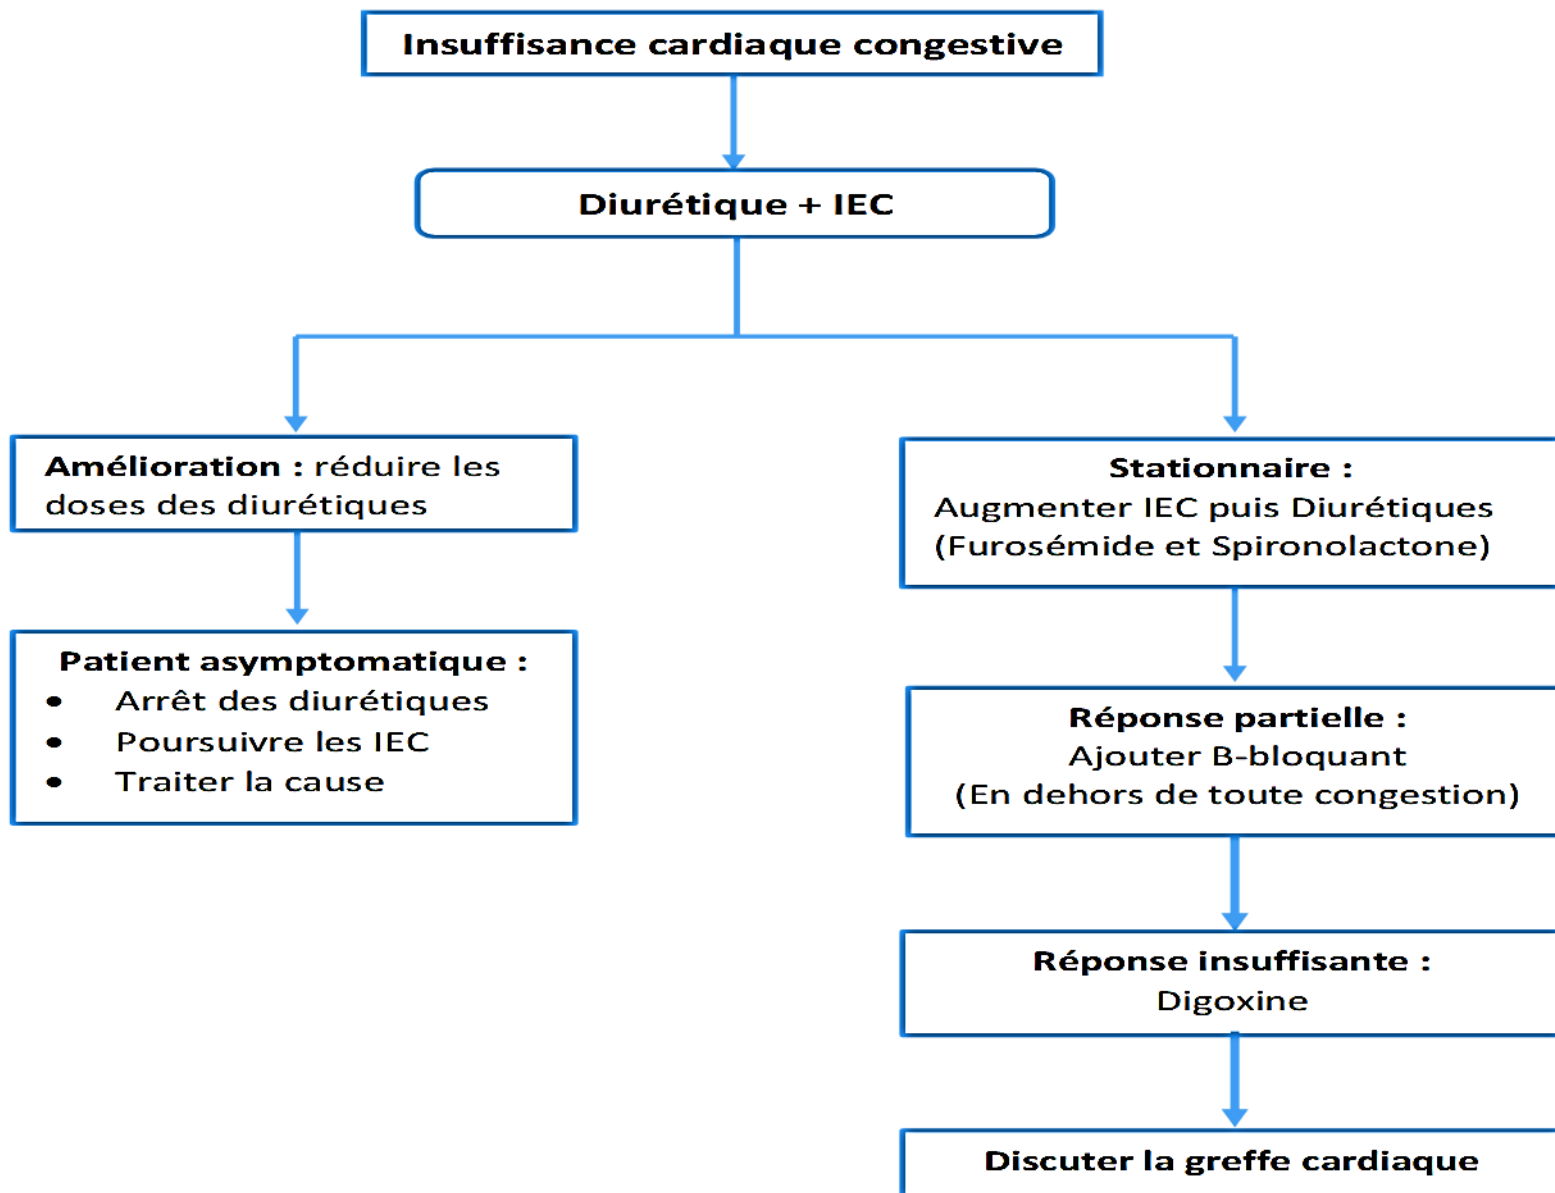 Insuffisance cardiaque congestive
Diurétique + IEC
Amélioration : réduire les
doses des diurétiques
Patient asymptomatique :
• Arrêt des diurétiques
• Poursuivre les IEC
• Traiter la cause
Stationnaire :
Augmenter IEC puis Diurétiques
(Furosémide et Spironolactone)
Réponse partielle :
Ajouter B-bloquant
(En dehors de toute congestion)
Réponse insuffisante :
Digoxine
Discuter la greffe cardiaque